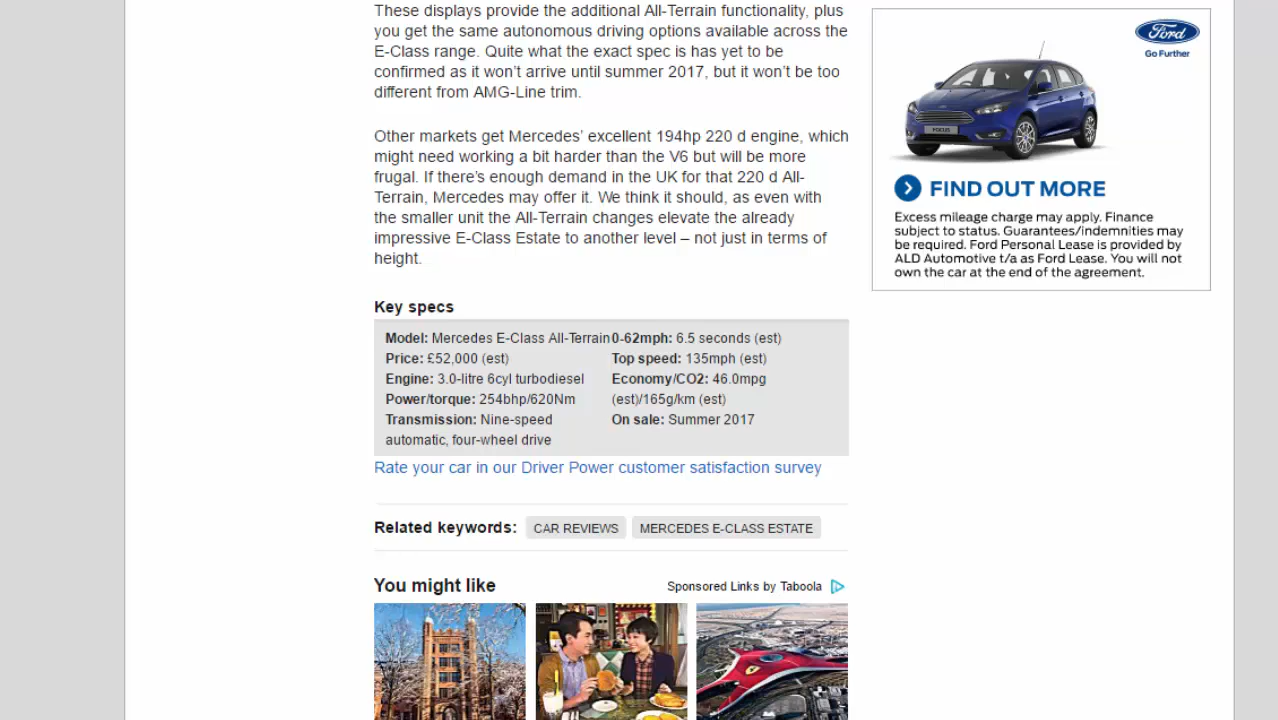 These displays provide the additional All-Terrain functionality, plus
you get the same autonomous driving options available across the
E-Class range. Quite what the exact spec is has yet to be
confirmed as it won't arrive until summer 2017, but it won't be too
different from AMG-Line trim.
Other markets get Mercedes' excellent 194hp 220 d engine, which
might need working a bit harder than the V6 but will be more
frugal. If there's enough demand in the UK for that 220 d All-
Terrain, Mercedes may offer it. We think it should, as even with
the smaller unit the All-Terrain changes elevate the already
impressive E-Class Estate to another level – not just in terms of
height.
Key specs
Model: Mercedes E-Class All-Terrain
Price: £52,000 (est)
Engine: 3.0-litre 6cyl turbodiesel
Power/torque: 254bhp/620Nm
Transmission: Nine-speed
automatic, four-wheel drive
0-62mph: 6.5 seconds (est)
Top speed: 135mph (est)
Economy/CO2: 46.0mpg
(est)/165g/km (est)
On sale: Summer 2017
Rate your car in our Driver Power customer satisfaction survey
Related keywords: CAR REVIEWS MERCEDES E-CLASS ESTATE
You might like
Sponsored Links by Taboola
Ford
Go Further
FOCUS
FIND OUT MORE
Excess mileage charge may apply. Finance
subject to status. Guarantees/indemnities may
be required. Ford Personal Lease is provided by
ALD Automotive t/a as Ford Lease. You will not
own the car at the end of the agreement.